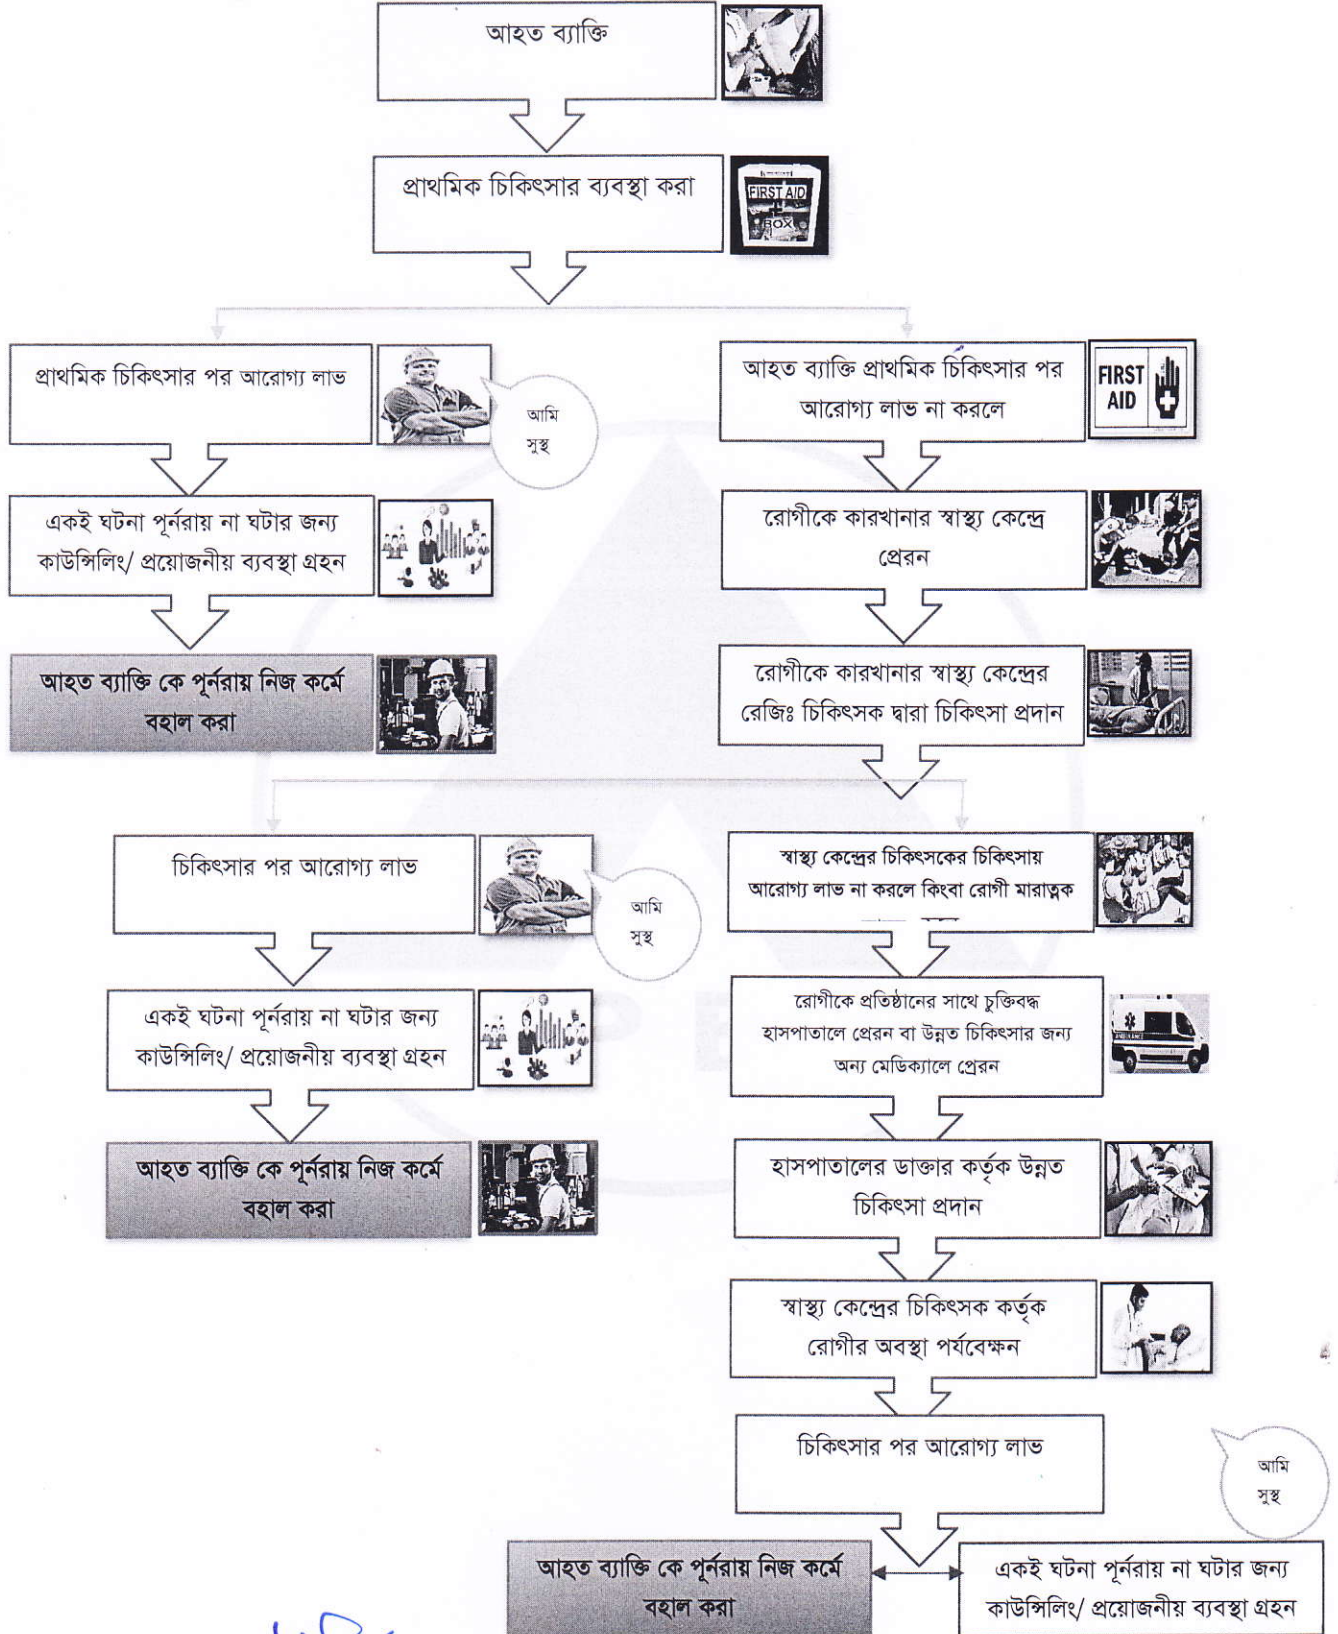 আহত ব্যাক্তি
প্রাথমিক চিকিৎসার ব্যবস্থা করা
FIRST AID
BOX
প্রাথমিক চিকিৎসার পর আরোগ্য লাভ
আমি
সুস্থ
আহত ব্যাক্তি প্রাথমিক চিকিৎসার পর
আরোগ্য লাভ না করলে
FIRST
AID
একই ঘটনা পূর্নরায় না ঘটার জন্য
কাউন্সিলিং/ প্রয়োজনীয় ব্যবস্থা গ্রহন
রোগীকে কারখানার স্বাস্থ্য কেন্দ্রে
প্রেরন
আহত ব্যাক্তি কে পূর্নরায় নিজ কর্মে
বহাল করা
রোগীকে কারখানার স্বাস্থ্য কেন্দ্রের
রেজিঃ চিকিৎসক দ্বারা চিকিৎসা প্রদান
চিকিৎসার পর আরোগ্য লাভ
আমি
সুস্থ
স্বাস্থ্য কেন্দ্রের চিকিৎসকের চিকিৎসায়
আরোগ্য লাভ না করলে কিংবা রোগী মারাত্নক
একই ঘটনা পূর্নরায় না ঘটার জন্য
কাউন্সিলিং/ প্রয়োজনীয় ব্যবস্থা গ্রহন
রোগীকে প্রতিষ্ঠানের সাথে চুক্তিবদ্ধ
হাসপাতালে প্রেরন বা উন্নত চিকিৎসার জন্য
অন্য মেডিক্যালে প্রেরন
আহত ব্যাক্তি কে পূর্নরায় নিজ কর্মে
বহাল করা
হাসপাতালের ডাক্তার কর্তৃক উন্নত
চিকিৎসা প্রদান
স্বাস্থ্য কেন্দ্রের চিকিৎসক কর্তৃক
রোগীর অবস্থা পর্যবেক্ষন
চিকিৎসার পর আরোগ্য লাভ
আমি
সুস্থ
আহত ব্যাক্তি কে পূর্নরায় নিজ কর্মে
বহাল করা
একই ঘটনা পূর্নরায় না ঘটার জন্য
কাউন্সিলিং/ প্রয়োজনীয় ব্যবস্থা গ্রহন